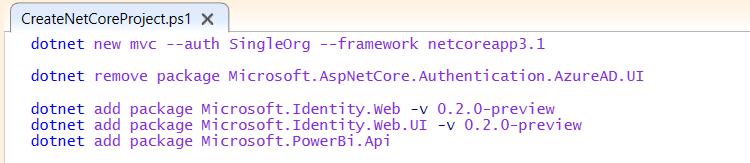 CreateNetCoreProject.ps1 X
dotnet new mvc --auth SingleOrg --framework netcoreapp3.1
dotnet remove package Microsoft.AspNetCore.Authentication.AzureAD.UI
dotnet add package Microsoft.Identity.Web -v 0.2.0-preview
dotnet add package Microsoft.Identity.Web.UI -v 0.2.0-preview
dotnet add package Microsoft.PowerBi.Api